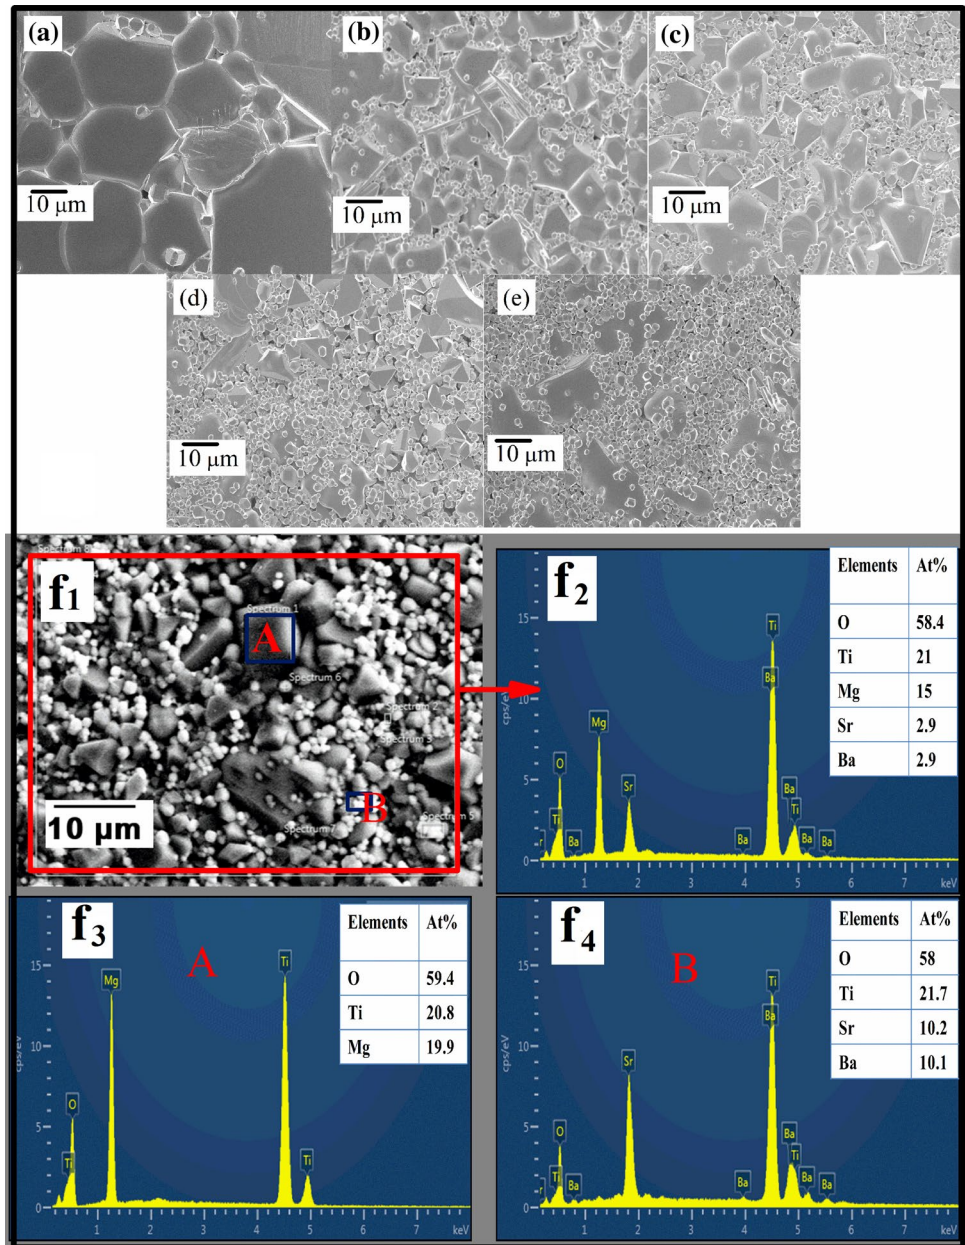 (a)
(b)
(c)
10 μm
10 μm
10 μm
(d)
(e)
10 μm
10 μm
f1
Spectrum 1
A
Spectrum 6
Spectrum 2
Spectrum 3
B
Spectrum 5
Spectrum 7
10 μm
f2
Elements At%
O 58.4
Ti 21
Mg 15
Sr 2.9
Ba 2.9
cps/eV
15
10
5
0
Ti
Ba
Mg
O
Sr
Ti
Ba
Ba
Ba
Ti
Ba
Ba
1 2 3 4 5 6 7 keV
f3
A
Elements At%
O 59.4
Ti 20.8
Mg 19.9
cps/eV
15
10
5
0
Ti
Mg
O
Ti
Ti
1 2 3 4 5 6 7 keV
f4
B
Elements At%
O 58
Ti 21.7
Sr 10.2
Ba 10.1
cps/eV
15
10
5
0
Ti
Ba
Sr
O
Ti
Ba
Ba
Ba
Ti
Ba
Ba
1 2 3 4 5 6 7 keV